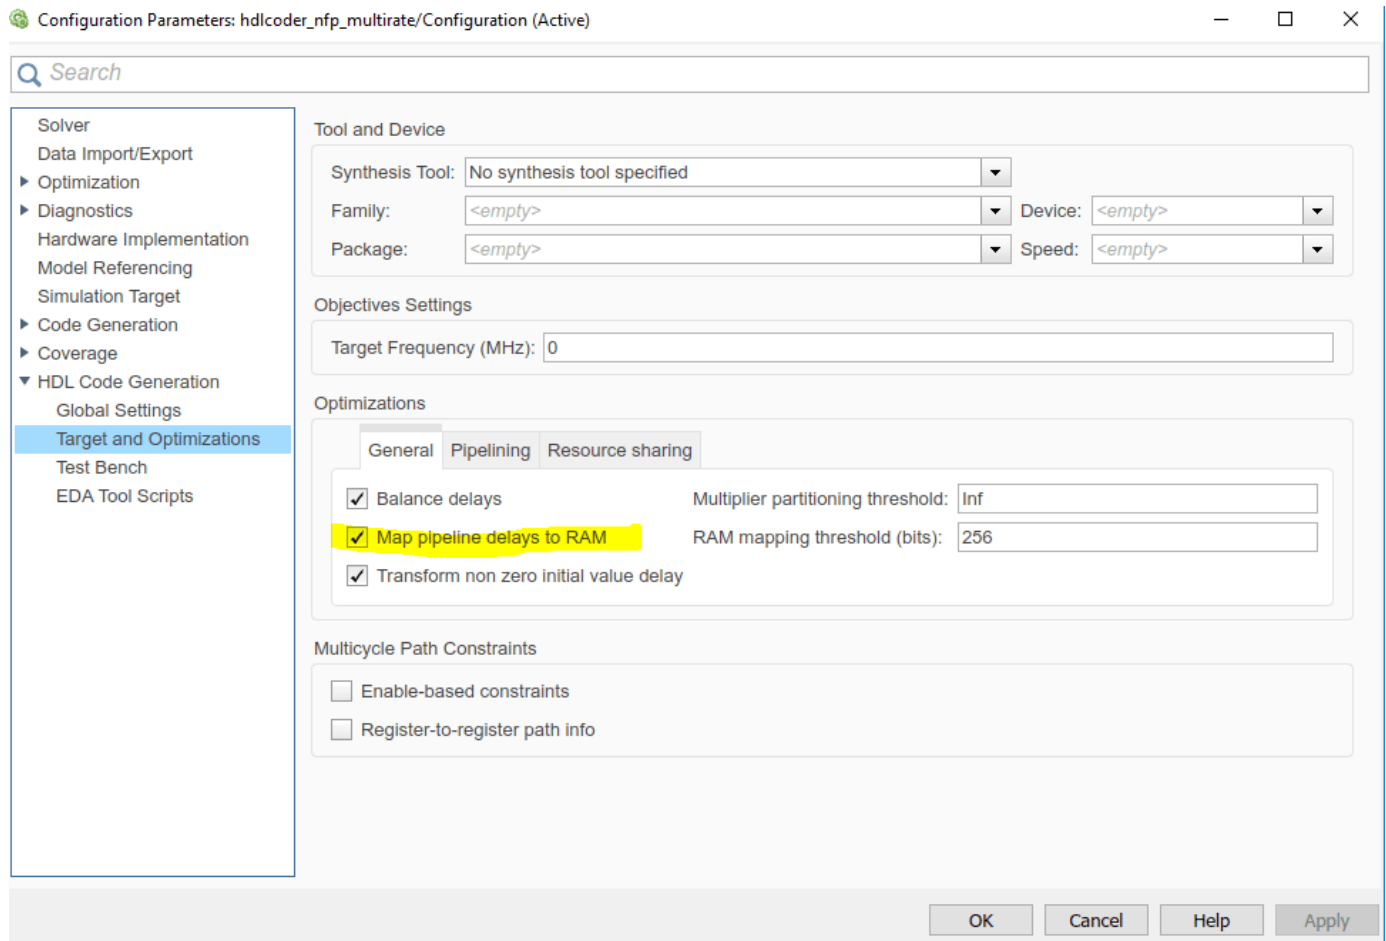 Configuration Parameters: hdlcoder_nfp_multirate/Configuration (Active)
Search
Solver
Data Import/Export
Optimization
Diagnostics
Hardware Implementation
Model Referencing
Simulation Target
Code Generation
Coverage
HDL Code Generation
Global Settings
Target and Optimizations
Test Bench
EDA Tool Scripts
Tool and Device
Synthesis Tool: No synthesis tool specified
Family: <empty> Device: <empty>
Package: <empty> Speed: <empty>
Objectives Settings
Target Frequency (MHz): 0
Optimizations
General Pipelining Resource sharing
Balance delays Multiplier partitioning threshold: Inf
Map pipeline delays to RAM RAM mapping threshold (bits): 256
Transform non zero initial value delay
Multicycle Path Constraints
Enable-based constraints
Register-to-register path info
OK Cancel Help Apply